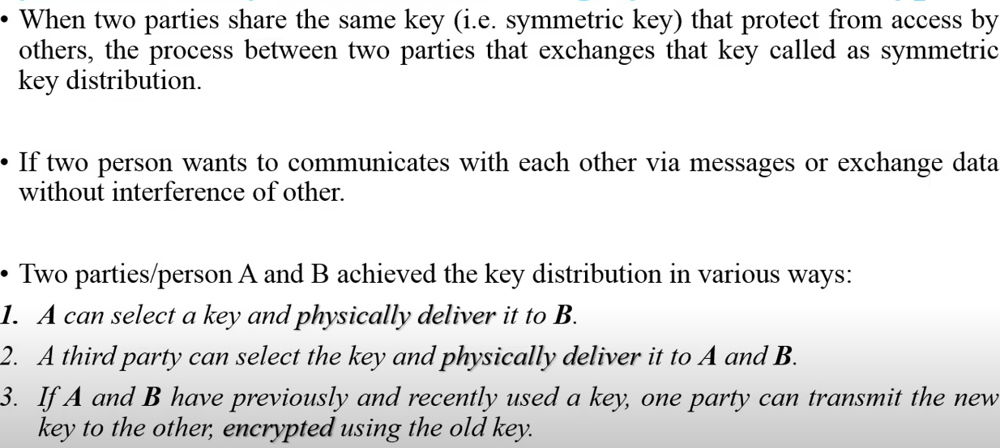 • When two parties share the same key (i.e. symmetric key) that protect from access by
others, the process between two parties that exchanges that key called as symmetric
key distribution.
• If two person wants to communicates with each other via messages or exchange data
without interference of other.
• Two parties/person A and B achieved the key distribution in various ways:
1. A can select a key and physically deliver it to B.
2. A third party can select the key and physically deliver it to A and B.
3. If A and B have previously and recently used a key, one party can transmit the new
key to the other, encrypted using the old key.